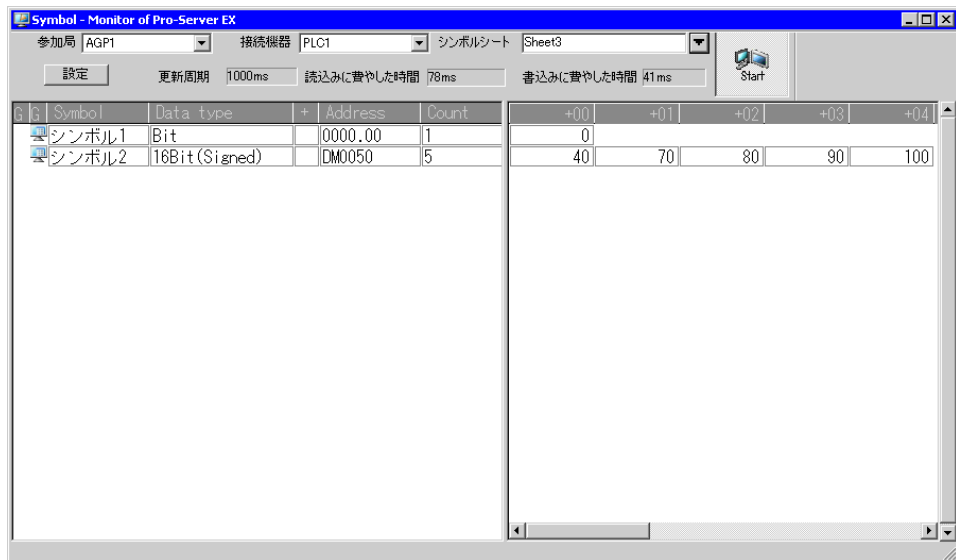 Symbol - Monitor of Pro-Server EX
参加局 AGP1 接続機器 PLC1 シンボルシート Sheet3
設定 更新周期 1000ms 読込みに費やした時間 78ms 書込みに費やした時間 41ms Start
G G Symbol Data type + Address Count +00 +01 +02 +03 +04
シンボル1 Bit 0000.00 1 0
シンボル2 16Bit(Signed) DM0050 5 40 70 80 90 100